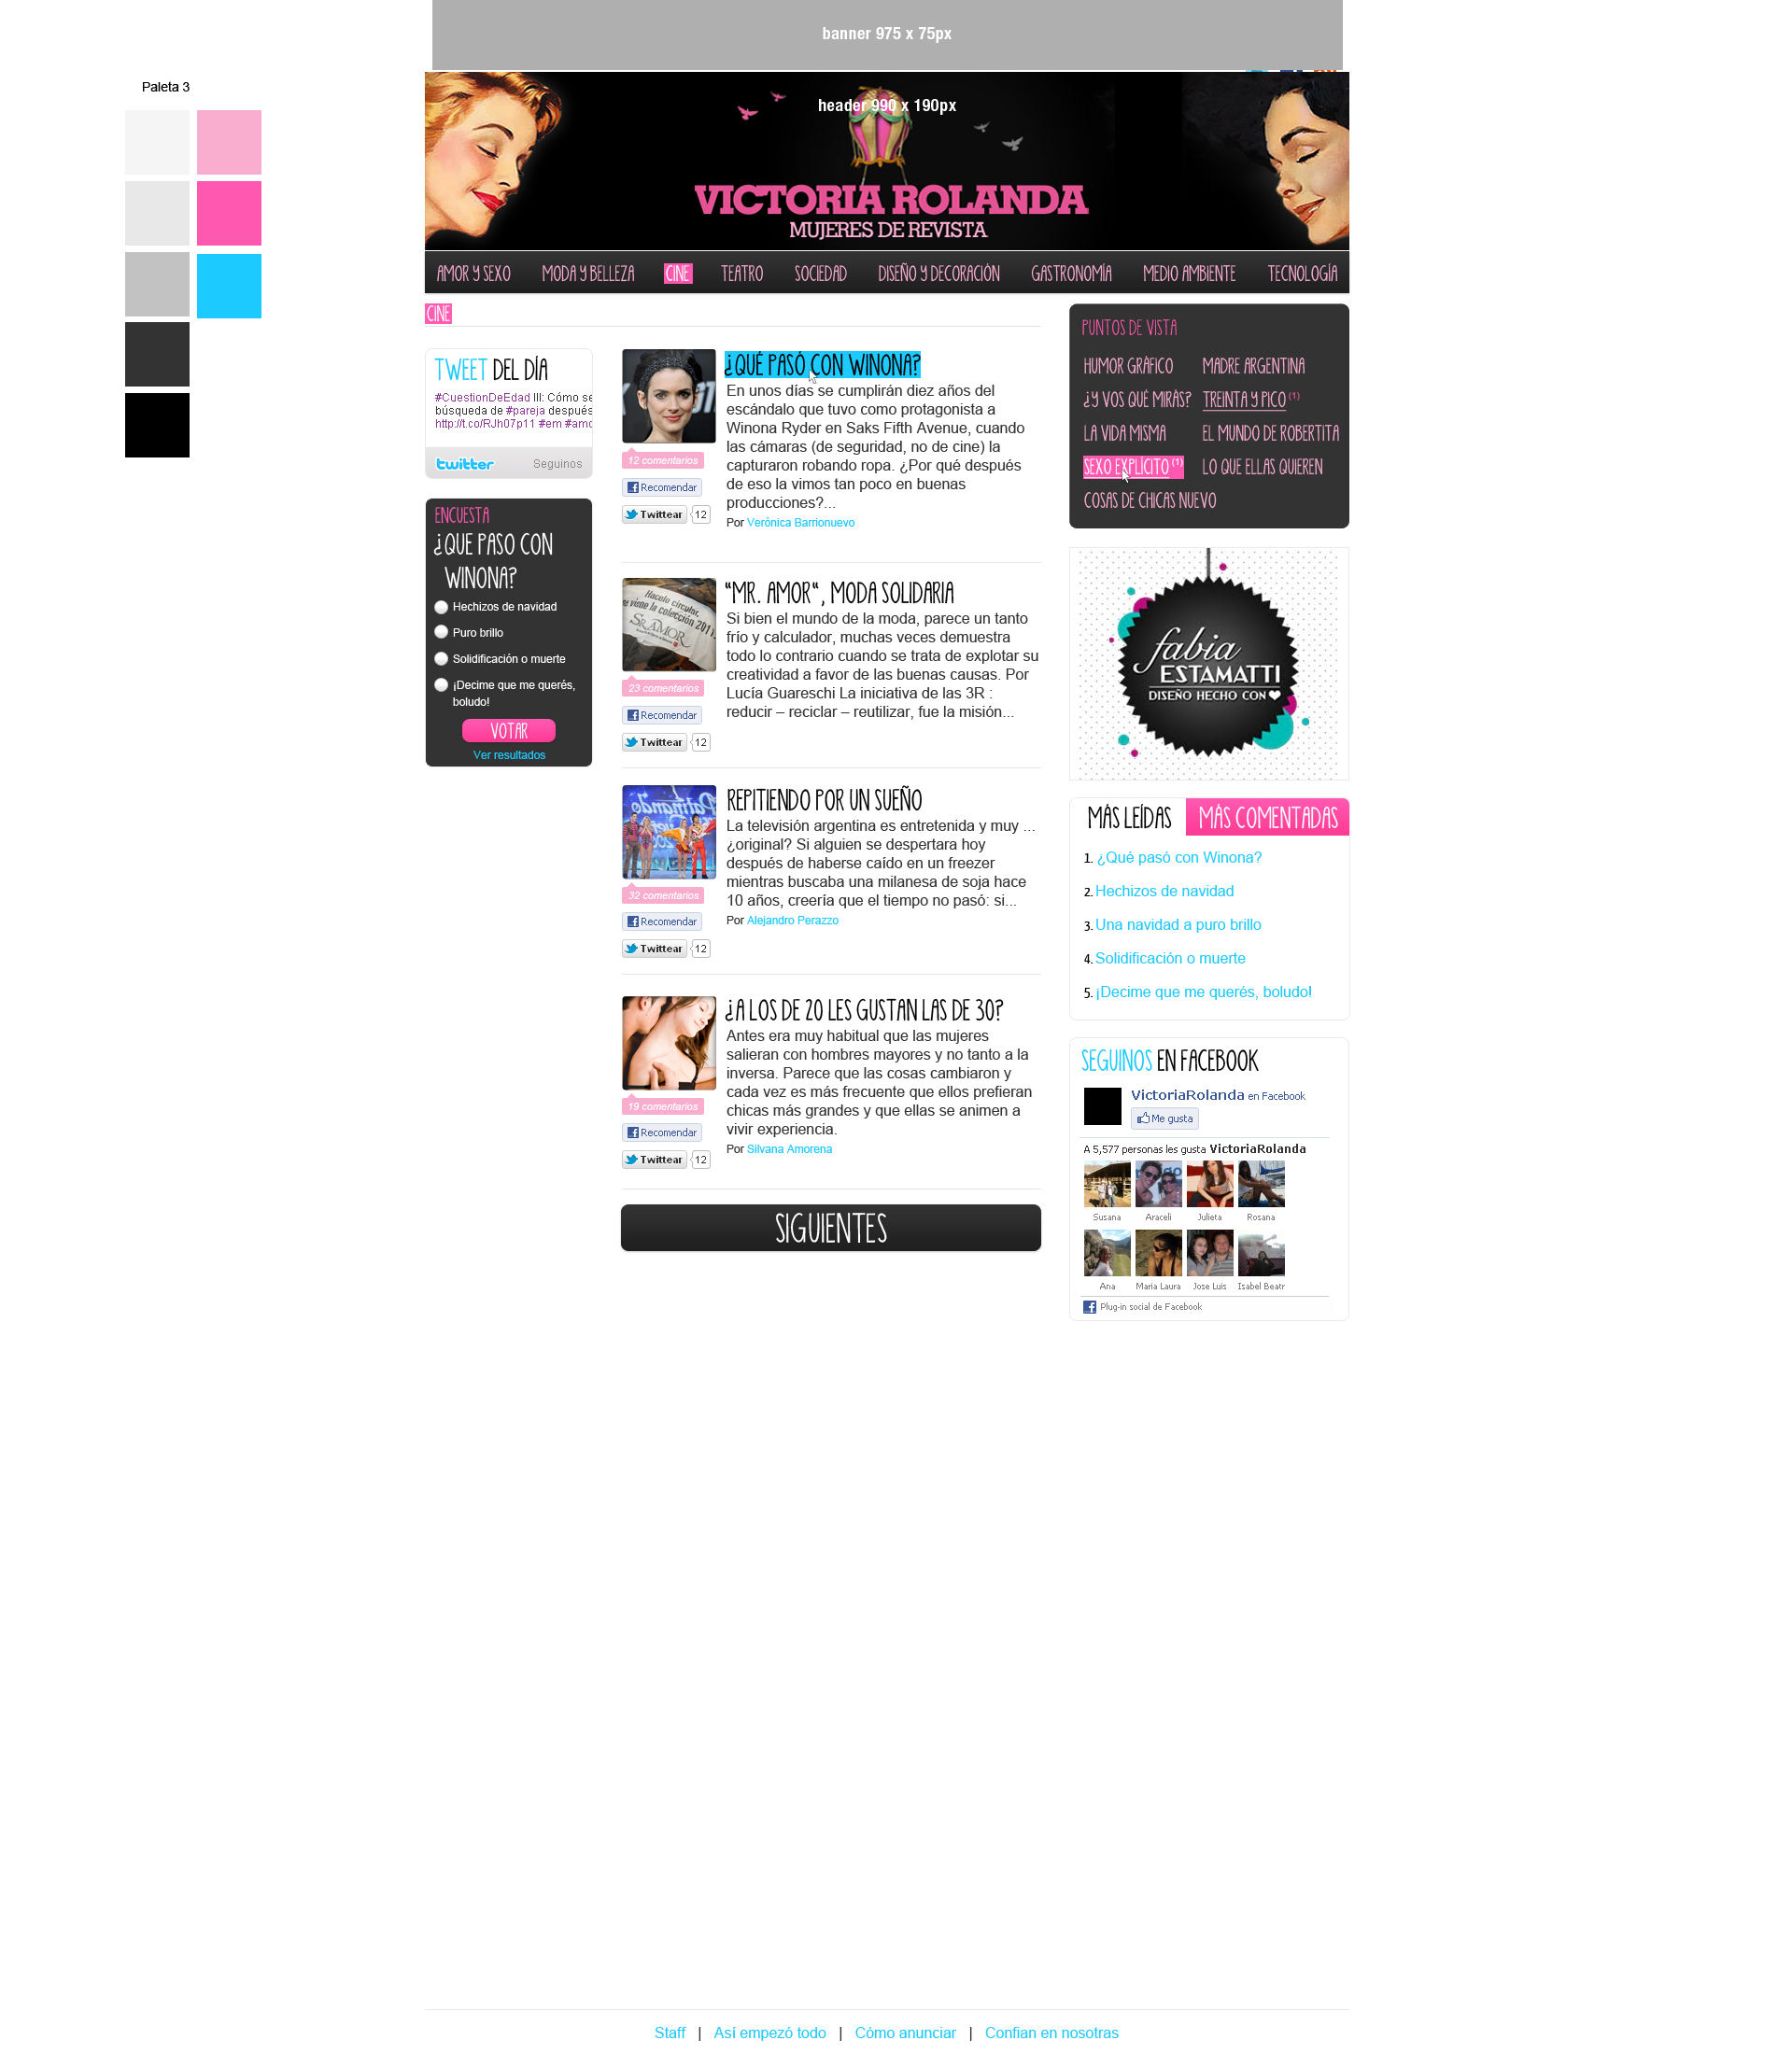 banner 975 x 75px
Paleta 3
header 990 x 190px
VICTORIA ROLANDA
MUJERES DE REVISTA
AMOR Y SEXO MODA Y BELLEZA CINE TEATRO SOCIEDAD DISEÑO Y DECORACIÓN GASTRONOMÍA MEDIO AMBIENTE TECNOLOGÍA
CINE
TWEET DEL DÍA
#CuestionDeEdad III: Cómo se
búsqueda de #pareja después
http://t.co/RJh07p11 #em #amo
twitter Seguinos
ENCUESTA
¿QUE PASO CON
WINONA?
Hechizos de navidad
Puro brillo
Solidificación o muerte
¡Decime que me querés,
boludo!
VOTAR
Ver resultados
¿QUÉ PASÓ CON WINONA?
En unos días se cumplirán diez años del
escándalo que tuvo como protagonista a
Winona Ryder en Saks Fifth Avenue, cuando
las cámaras (de seguridad, no de cine) la
capturaron robando ropa. ¿Por qué después
de eso la vimos tan poco en buenas
producciones?...
Por Verónica Barrionuevo
12 comentarios
Recomendar
Twittear 12
"MR. AMOR", MODA SOLIDARIA
Si bien el mundo de la moda, parece un tanto
frío y calculador, muchas veces demuestra
todo lo contrario cuando se trata de explotar su
creatividad a favor de las buenas causas. Por
Lucía Guareschi La iniciativa de las 3R :
reducir – reciclar – reutilizar, fue la misión...
Hacela circular,
se viene la colección 2011
SR.AMOR
23 comentarios
Recomendar
Twittear 12
REPITIENDO POR UN SUEÑO
La televisión argentina es entretenida y muy ...
¿original? Si alguien se despertara hoy
después de haberse caído en un freezer
mientras buscaba una milanesa de soja hace
10 años, creería que el tiempo no pasó: si...
Por Alejandro Perazzo
32 comentarios
Recomendar
Twittear 12
¿A LOS DE 20 LES GUSTAN LAS DE 30?
Antes era muy habitual que las mujeres
salieran con hombres mayores y no tanto a la
inversa. Parece que las cosas cambiaron y
cada vez es más frecuente que ellos prefieran
chicas más grandes y que ellas se animen a
vivir experiencia.
Por Silvana Amorena
19 comentarios
Recomendar
Twittear 12
SIGUIENTES
PUNTOS DE VISTA
HUMOR GRÁFICO MADRE ARGENTINA
¿Y VOS QUÉ MIRÁS? TREINTA Y PICO (1)
LA VIDA MISMA EL MUNDO DE ROBERTITA
SEXO EXPLÍCITO (1) LO QUE ELLAS QUIEREN
COSAS DE CHICAS NUEVO
fabia
ESTAMATTI
DISEÑO HECHO CON
MÁS LEÍDAS MÁS COMENTADAS
1. ¿Qué pasó con Winona?
2. Hechizos de navidad
3. Una navidad a puro brillo
4. Solidificación o muerte
5. ¡Decime que me querés, boludo!
SEGUINOS EN FACEBOOK
VictoriaRolanda en Facebook
Me gusta
A 5,577 personas les gusta VictoriaRolanda
Susana Araceli Julieta Rosana
Ana Maria Laura Jose Luis Isabel Beatr
Plug-in social de Facebook
Staff | Así empezó todo | Cómo anunciar | Confian en nosotras